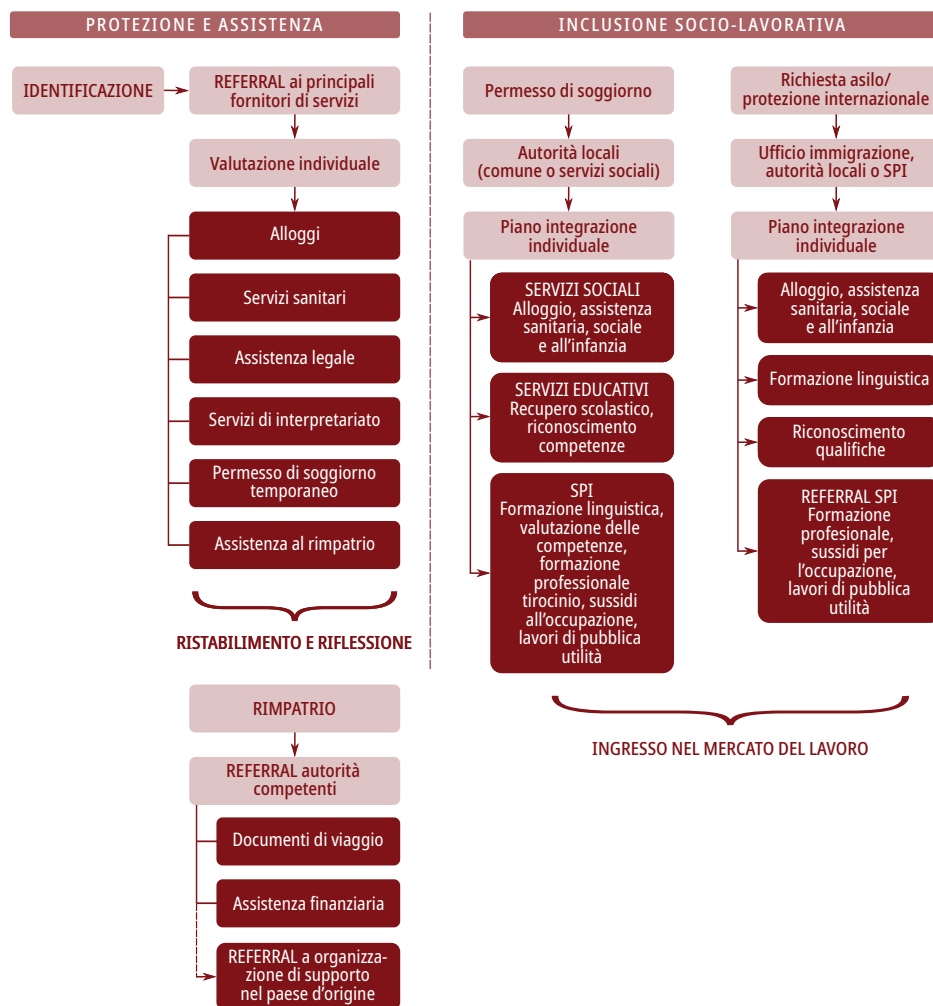 PROTEZIONE E ASSISTENZA
IDENTIFICAZIONE
REFERRAL ai principali
fornitori di servizi
Valutazione individuale
Alloggi
Servizi sanitari
Assistenza legale
Servizi di interpretariato
Permesso di soggiorno
temporaneo
Assistenza al rimpatrio
RISTABILIMENTO E RIFLESSIONE
RIMPATRIO
REFERRAL autorità
competenti
Documenti di viaggio
Assistenza finanziaria
REFERRAL a organizza-
zione di supporto
nel paese d'origine
INCLUSIONE SOCIO-LAVORATIVA
Permesso di soggiorno
Autorità locali
(comune o servizi sociali)
Piano integrazione
individuale
SERVIZI SOCIALI
Alloggio, assistenza
sanitaria, sociale
e all'infanzia
SERVIZI EDUCATIVI
Recupero scolastico,
riconoscimento
competenze
SPI
Formazione linguistica,
valutazione delle
competenze,
formazione
professionale
tirocinio, sussidi
all'occupazione,
lavori di pubblica
utilità
Richiesta asilo/
protezione internazionale
Ufficio immigrazione,
autorità locali o SPI
Piano integrazione
individuale
Alloggio, assistenza
sanitaria, sociale
e all'infanzia
Formazione linguistica
Riconoscimento
qualifiche
REFERRAL SPI
Formazione
profesionale,
sussidi per
l'occupazione,
lavori di pubblica
utilità
INGRESSO NEL MERCATO DEL LAVORO